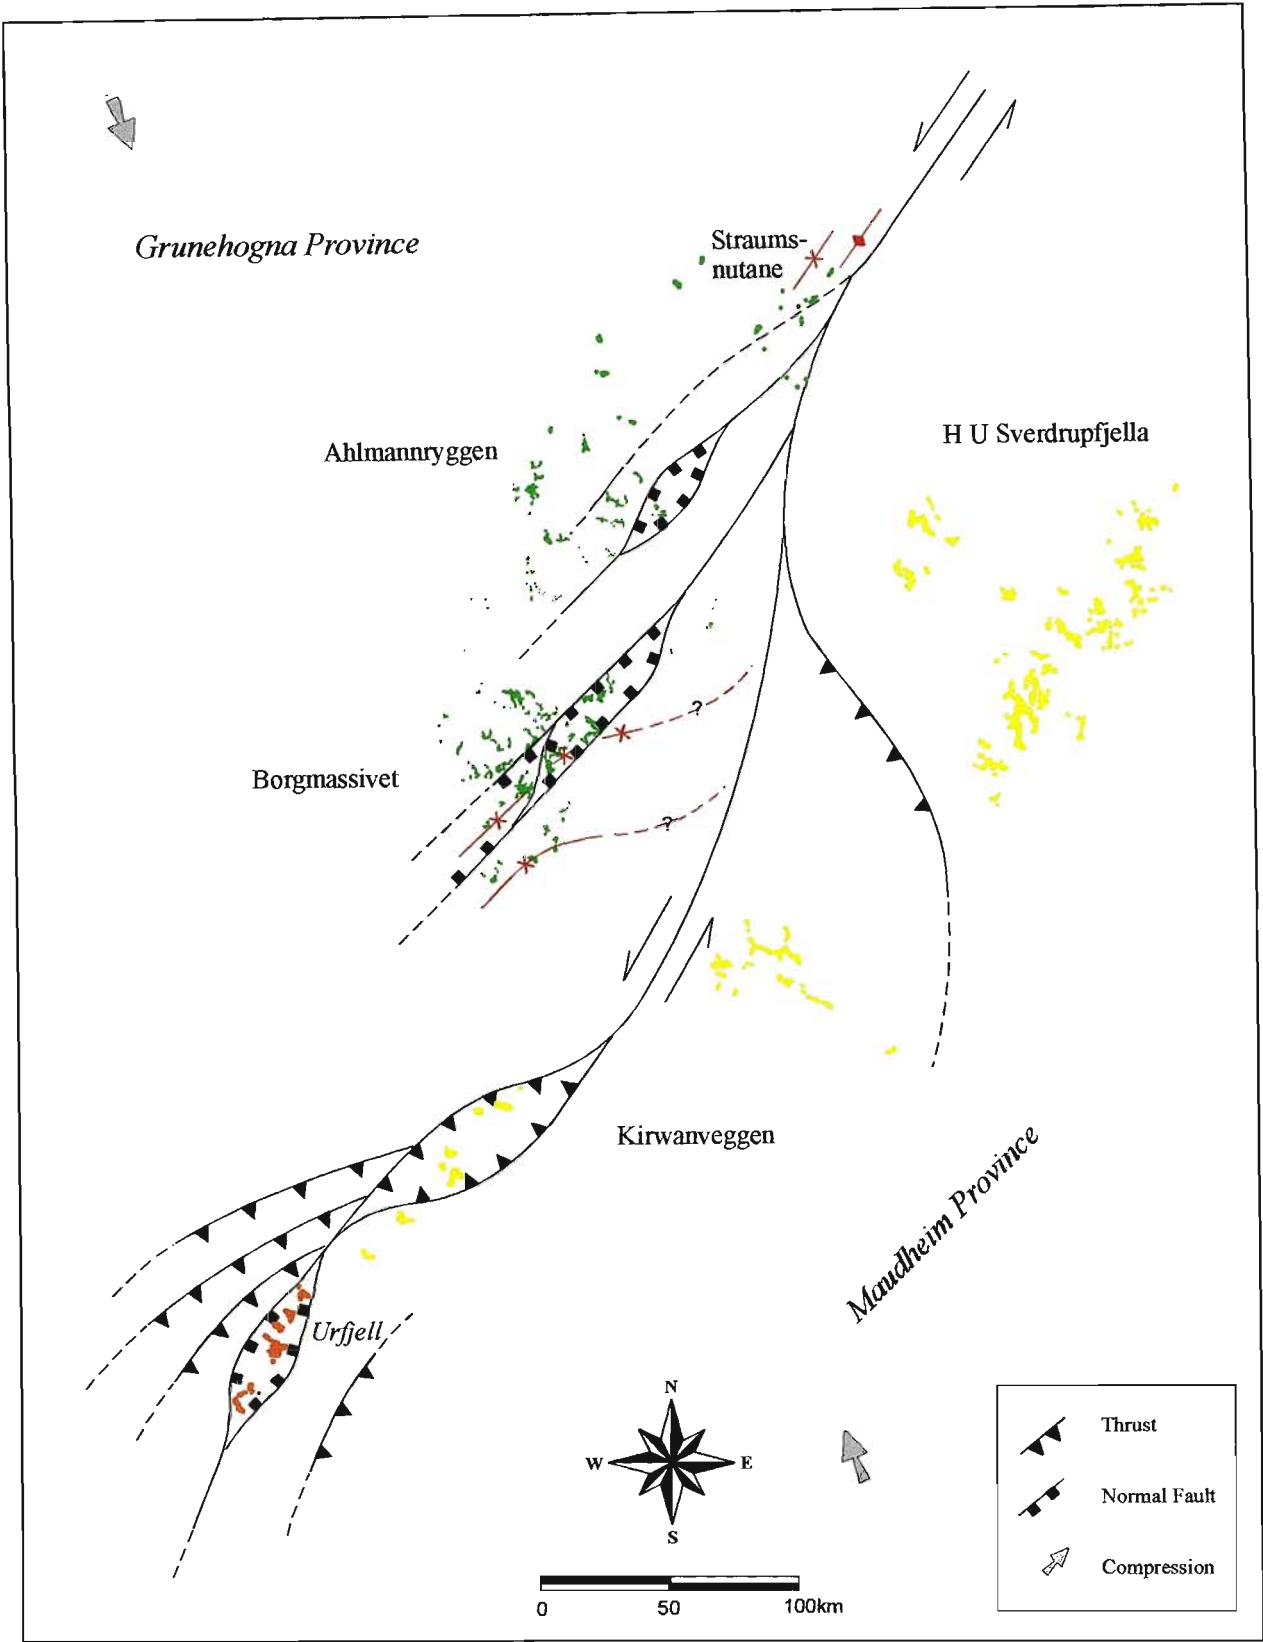 Grunehogna Province
Straums-
nutane
Ahlmannryggen
H U Sverdrupfjella
?
Borgmassivet
?
Kirwanveggen
Maudheim Province
Urfjell
N
W
E
S
0
50
100km
Thrust
Normal Fault
Compression